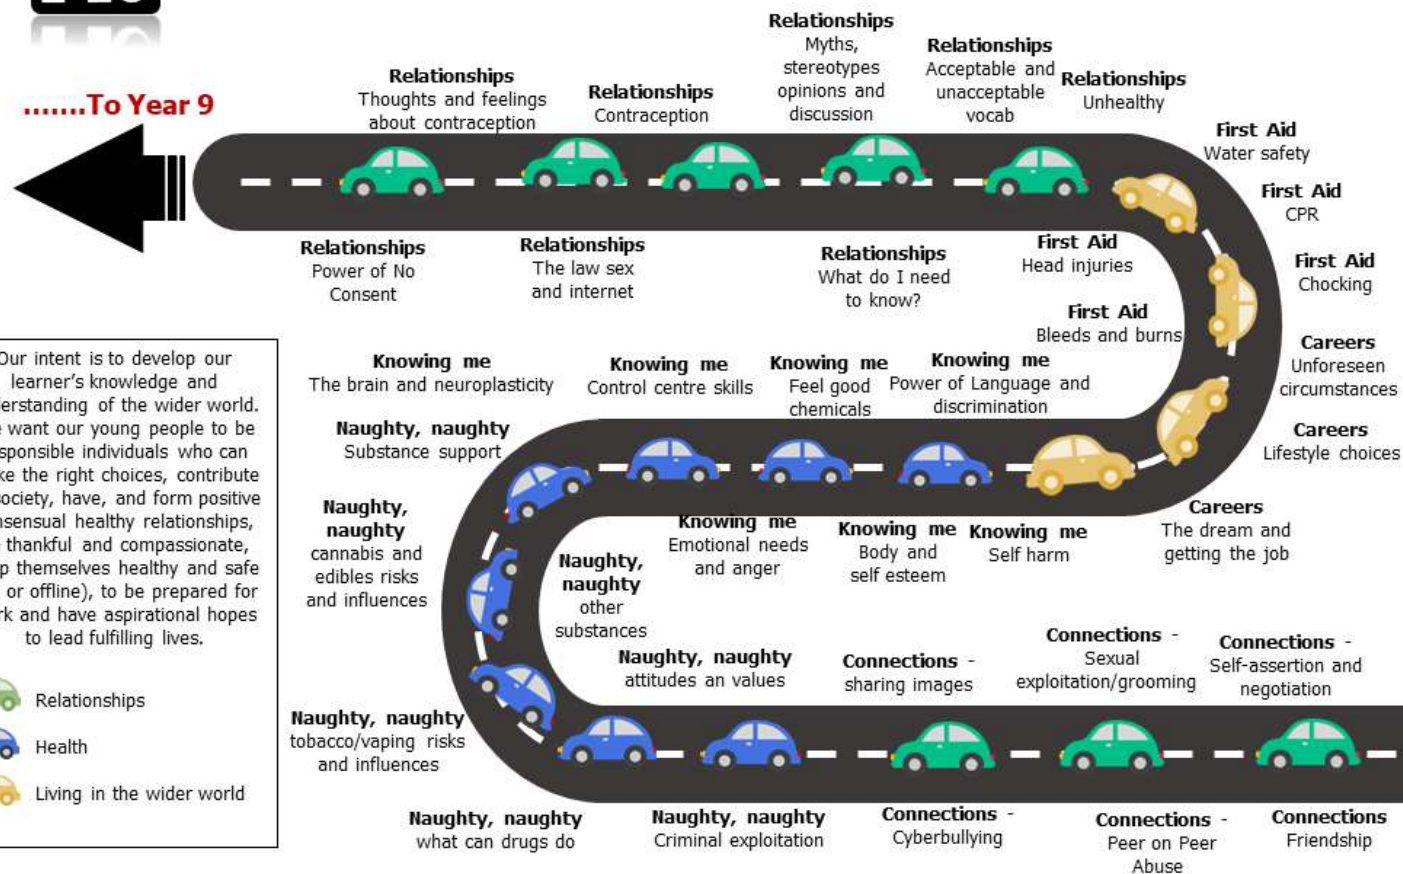 .......To Year 9
Relationships
Thoughts and feelings
about contraception
Relationships
Contraception
Relationships
Myths,
stereotypes
opinions and
discussion
Relationships
Acceptable and
unacceptable
vocab
Relationships
Unhealthy
First Aid
Water safety
First Aid
CPR
First Aid
Chocking
Relationships
Power of No
Consent
Relationships
The law sex
and internet
Relationships
What do I need
to know?
First Aid
Head injuries
First Aid
Bleeds and burns
Careers
Unforeseen
circumstances
Careers
Lifestyle choices
Careers
The dream and
getting the job
Knowing me
The brain and neuroplasticity
Knowing me
Control centre skills
Knowing me
Feel good
chemicals
Knowing me
Power of Language and
discrimination
Naughty, naughty
Substance support
Naughty,
naughty
cannabis and
edibles risks
and influences
Naughty,
naughty
other
substances
Knowing me
Emotional needs
and anger
Knowing me
Body and
self esteem
Knowing me
Self harm
Naughty, naughty
attitudes an values
Connections -
sharing images
Connections -
Sexual
exploitation/grooming
Connections -
Self-assertion and
negotiation
Naughty, naughty
tobacco/vaping risks
and influences
Naughty, naughty
what can drugs do
Naughty, naughty
Criminal exploitation
Connections -
Cyberbullying
Connections -
Peer on Peer
Abuse
Connections
Friendship
Our intent is to develop our
learner's knowledge and
of the wider world.
want our young people to be
individuals who can
the right choices, contribute
society, have, and form positive
healthy relationships,
thankful and compassionate,
themselves healthy and safe
or offline), to be prepared for
and have aspirational hopes
to lead fulfilling lives.
Relationships
Health
Living in the wider world